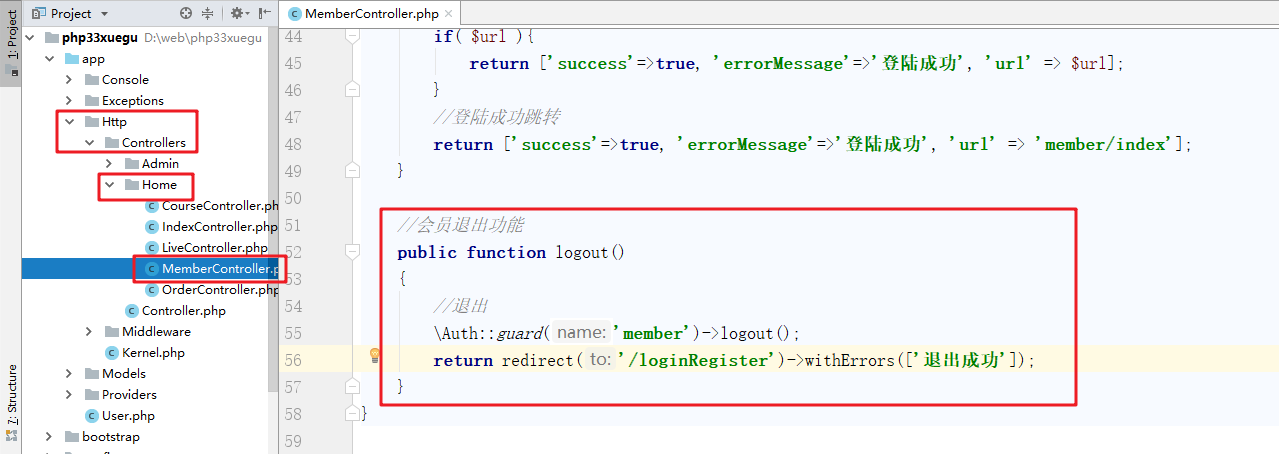 1: Project
7: Structure
Project
php33xuegu D:\web\php33xuegu
app
Console
Exceptions
Http
Controllers
Admin
Home
CourseController.ph
IndexController.php
LiveController.php
MemberController.p
OrderController.php
Controller.php
Middleware
Kernel.php
Models
Providers
User.php
bootstrap
MemberController.php
44 if( $url ){
45 return ['success'=>true, 'errorMessage'=>'登陆成功', 'url' => $url];
46 }
47 //登陆成功跳转
48 return ['success'=>true, 'errorMessage'=>'登陆成功', 'url' => 'member/index'];
49 }
50
51 //会员退出功能
52 public function logout()
53 {
54 //退出
55 \Auth::guard( name: 'member')->logout();
56 return redirect( to: '/loginRegister')->withErrors(['退出成功']);
57 }
58 }
59